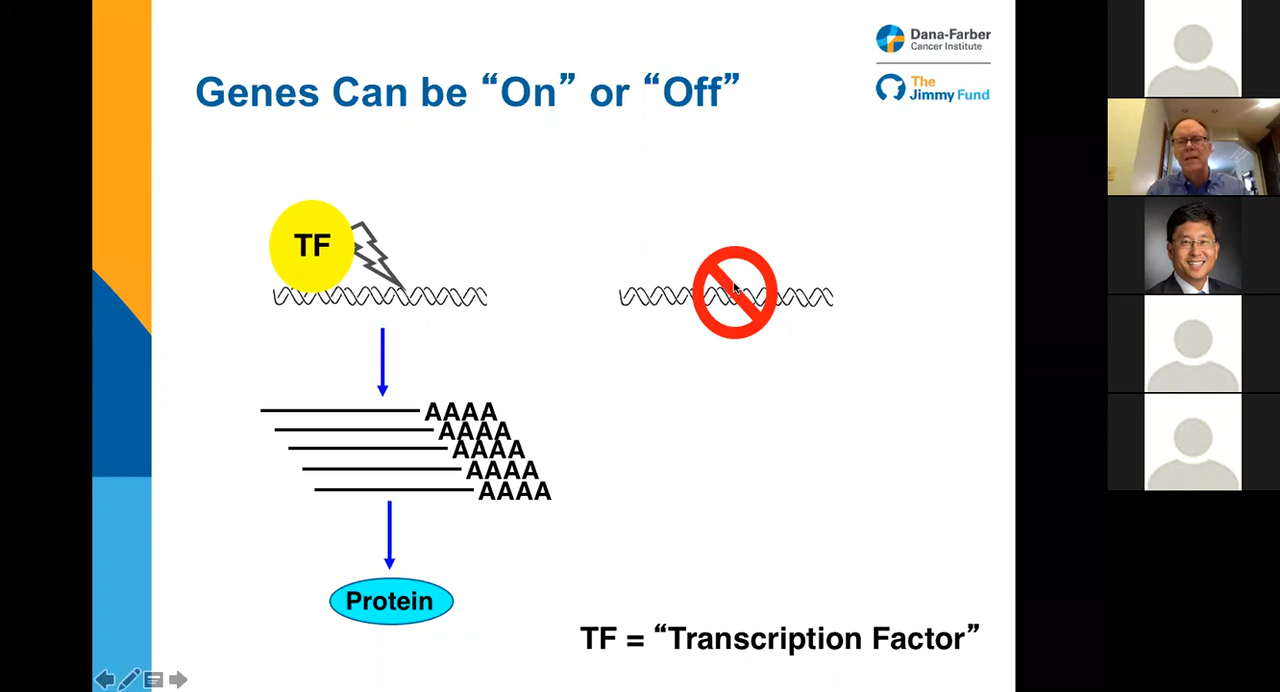 Dana-Farber
Cancer Institute
Genes Can be “On” or “Off”
The
Jimmy Fund
TF
AAAA
AAAA
AAAA
AAAA
AAAA
Protein
TF = “Transcription Factor”